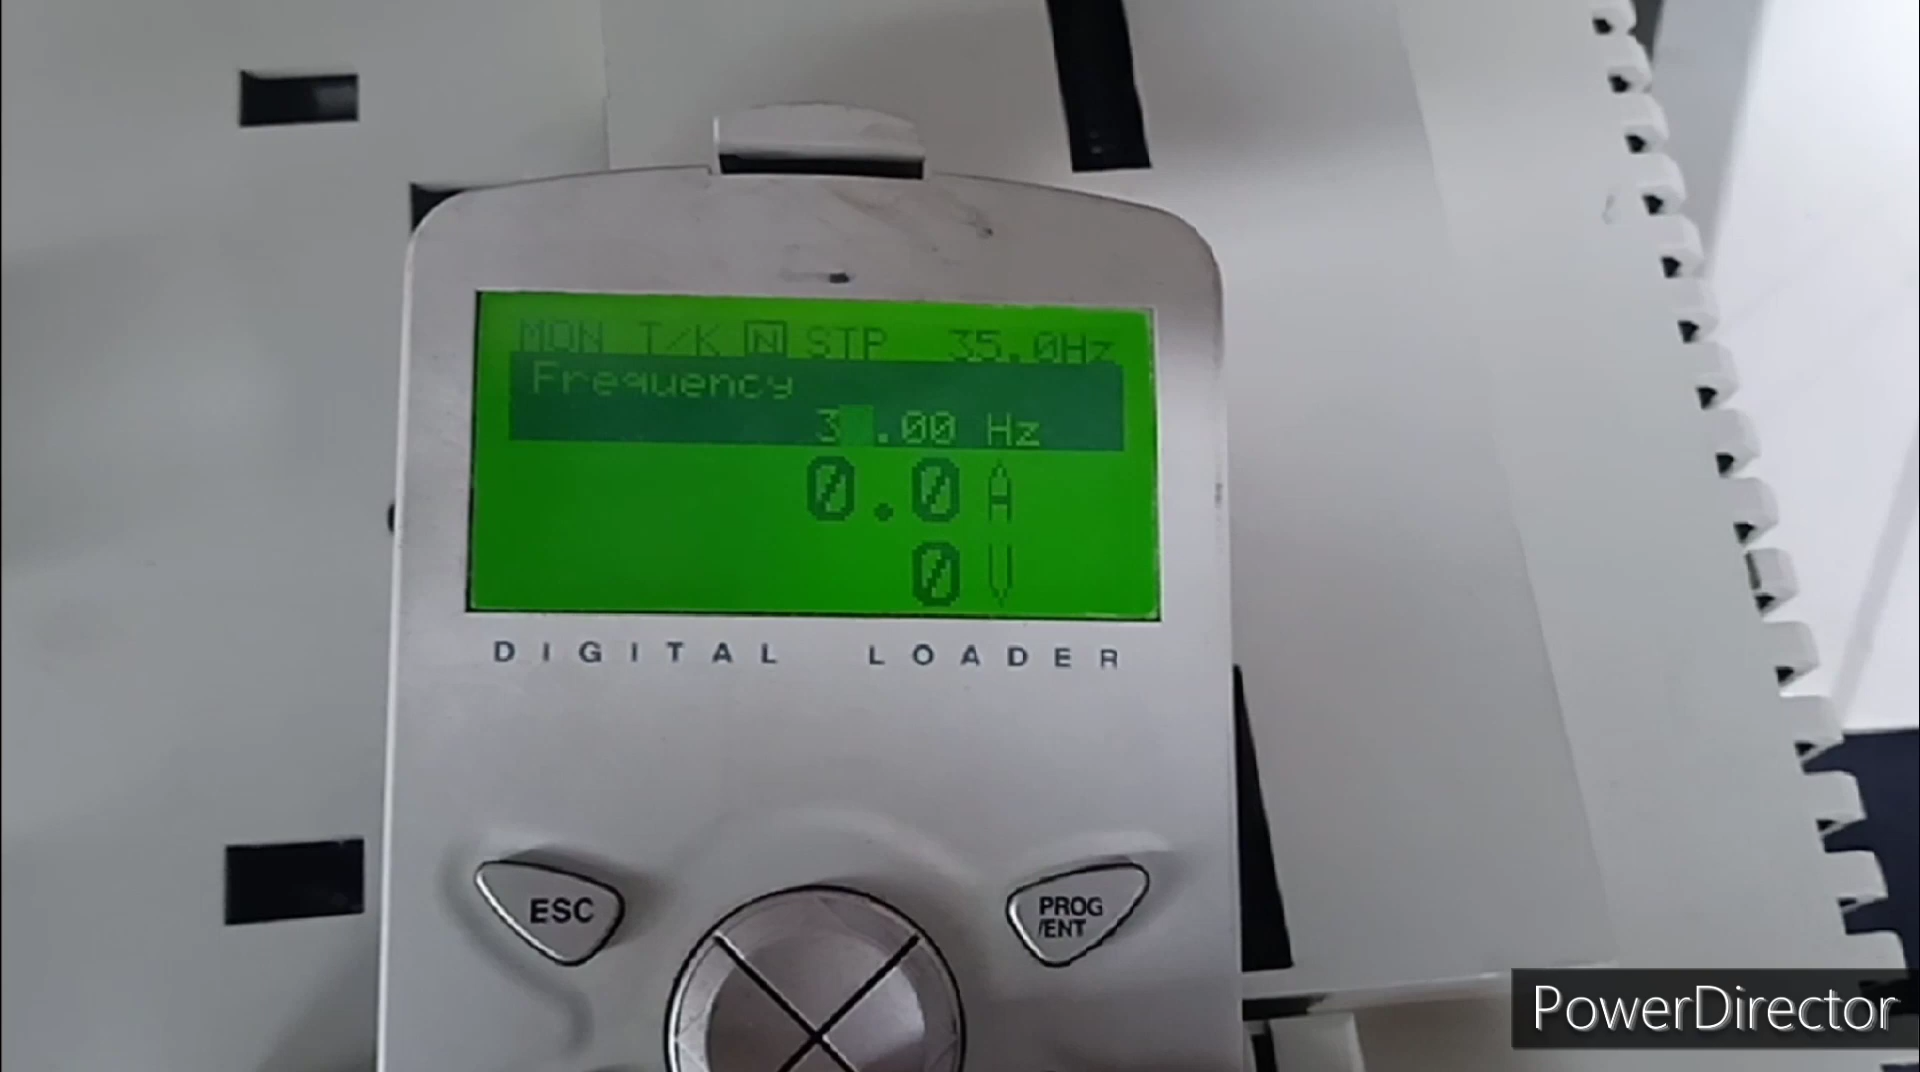 MON T/K N STP 35.0Hz
Frequency
3 .00 Hz
0.0 A
0 V
DIGITAL LOADER
ESC
PROG
/ENT
PowerDirector